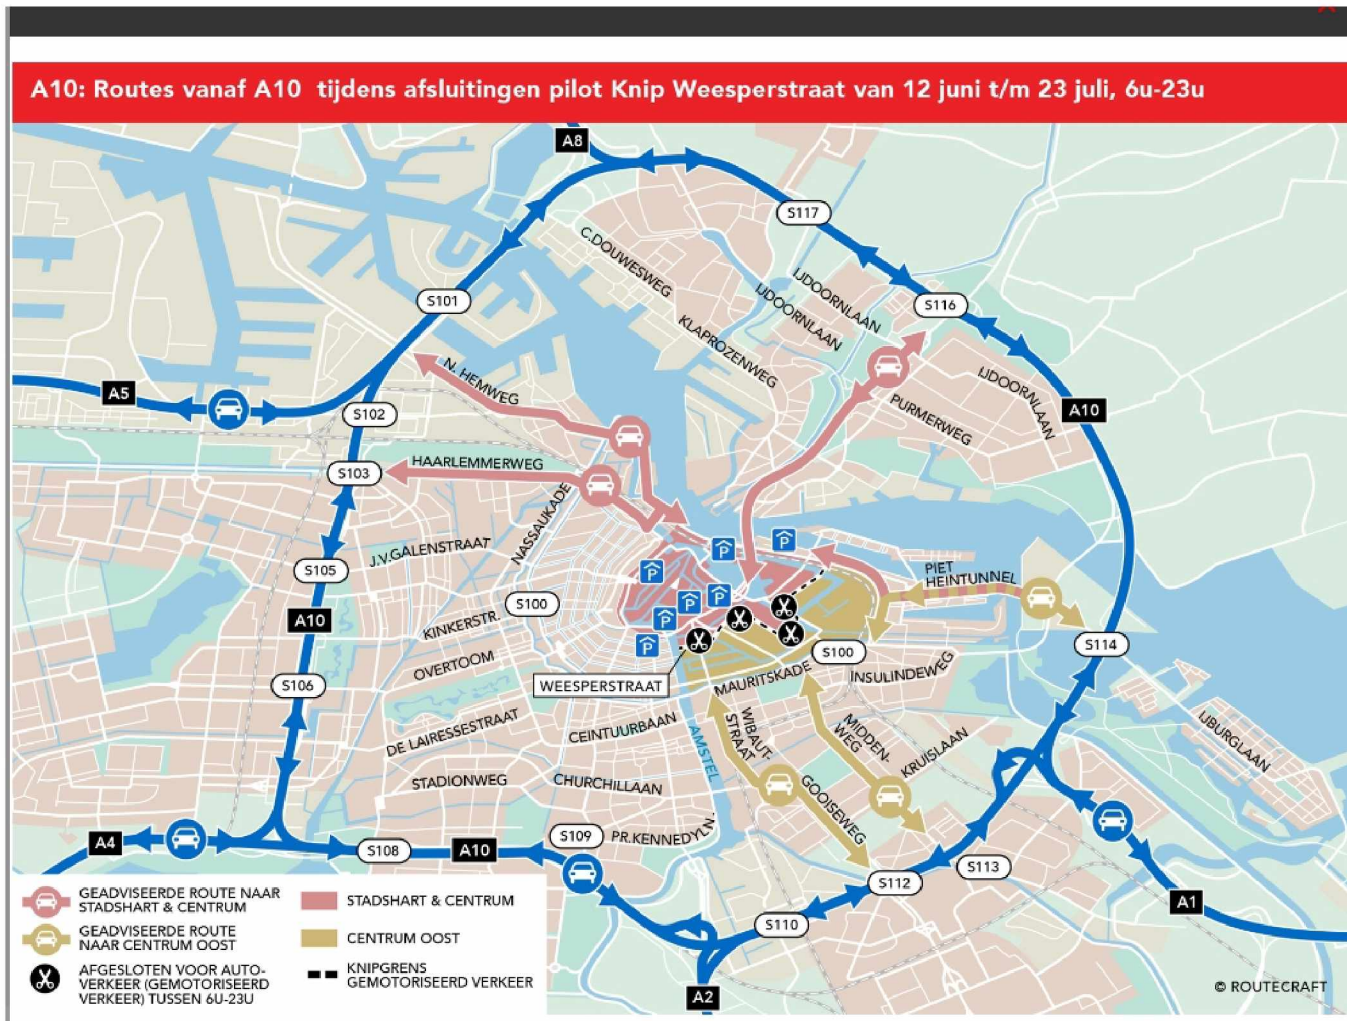 A10: Routes vanaf A10 tijdens afsluitingen pilot Knip Weesperstraat van 12 juni t/m 23 juli, 6u-23u
A8
S117
C.DOUWESWEG
IJDOORNLAAN
IJDOORNLAAN
S101
S116
KLAPROZENWEG
N. HEMWEG
IJDOORNLAAN
A5
S102
A10
PURMERWEG
HAARLEMMERWEG
S103
NASSAUKADE
J.V.GALENSTRAAT
P
P
S105
P
PIET
HEINTUNNEL
S100
P
P
A10
KINKERSTR.
P
P
OVERTOOM
S100
S114
S106
WEESPERSTRAAT
MAURITSKADE
INSULINDEWEG
DE LAIRESSESTRAAT
CEINTUURBAAN
WIBAUT-
STRAAT
MIDDEN-
WEG
KRUISLAAN
IJBURGLAAN
AMSTEL
STADIONWEG
CHURCHILLAAN
GOOISEWEG
A4
S108
A10
S109
PR.KENNEDYLN.
S113
S112
A1
S110
A2
GEADVISEERDE ROUTE NAAR
STADSHART & CENTRUM
GEADVISEERDE ROUTE
NAAR CENTRUM OOST
AFGESLOTEN VOOR AUTO-
VERKEER (GEMOTORISEERD
VERKEER) TUSSEN 6U-23U
STADSHART & CENTRUM
CENTRUM OOST
KNIPGRENS
GEMOTORISEERD VERKEER
© ROUTECRAFT